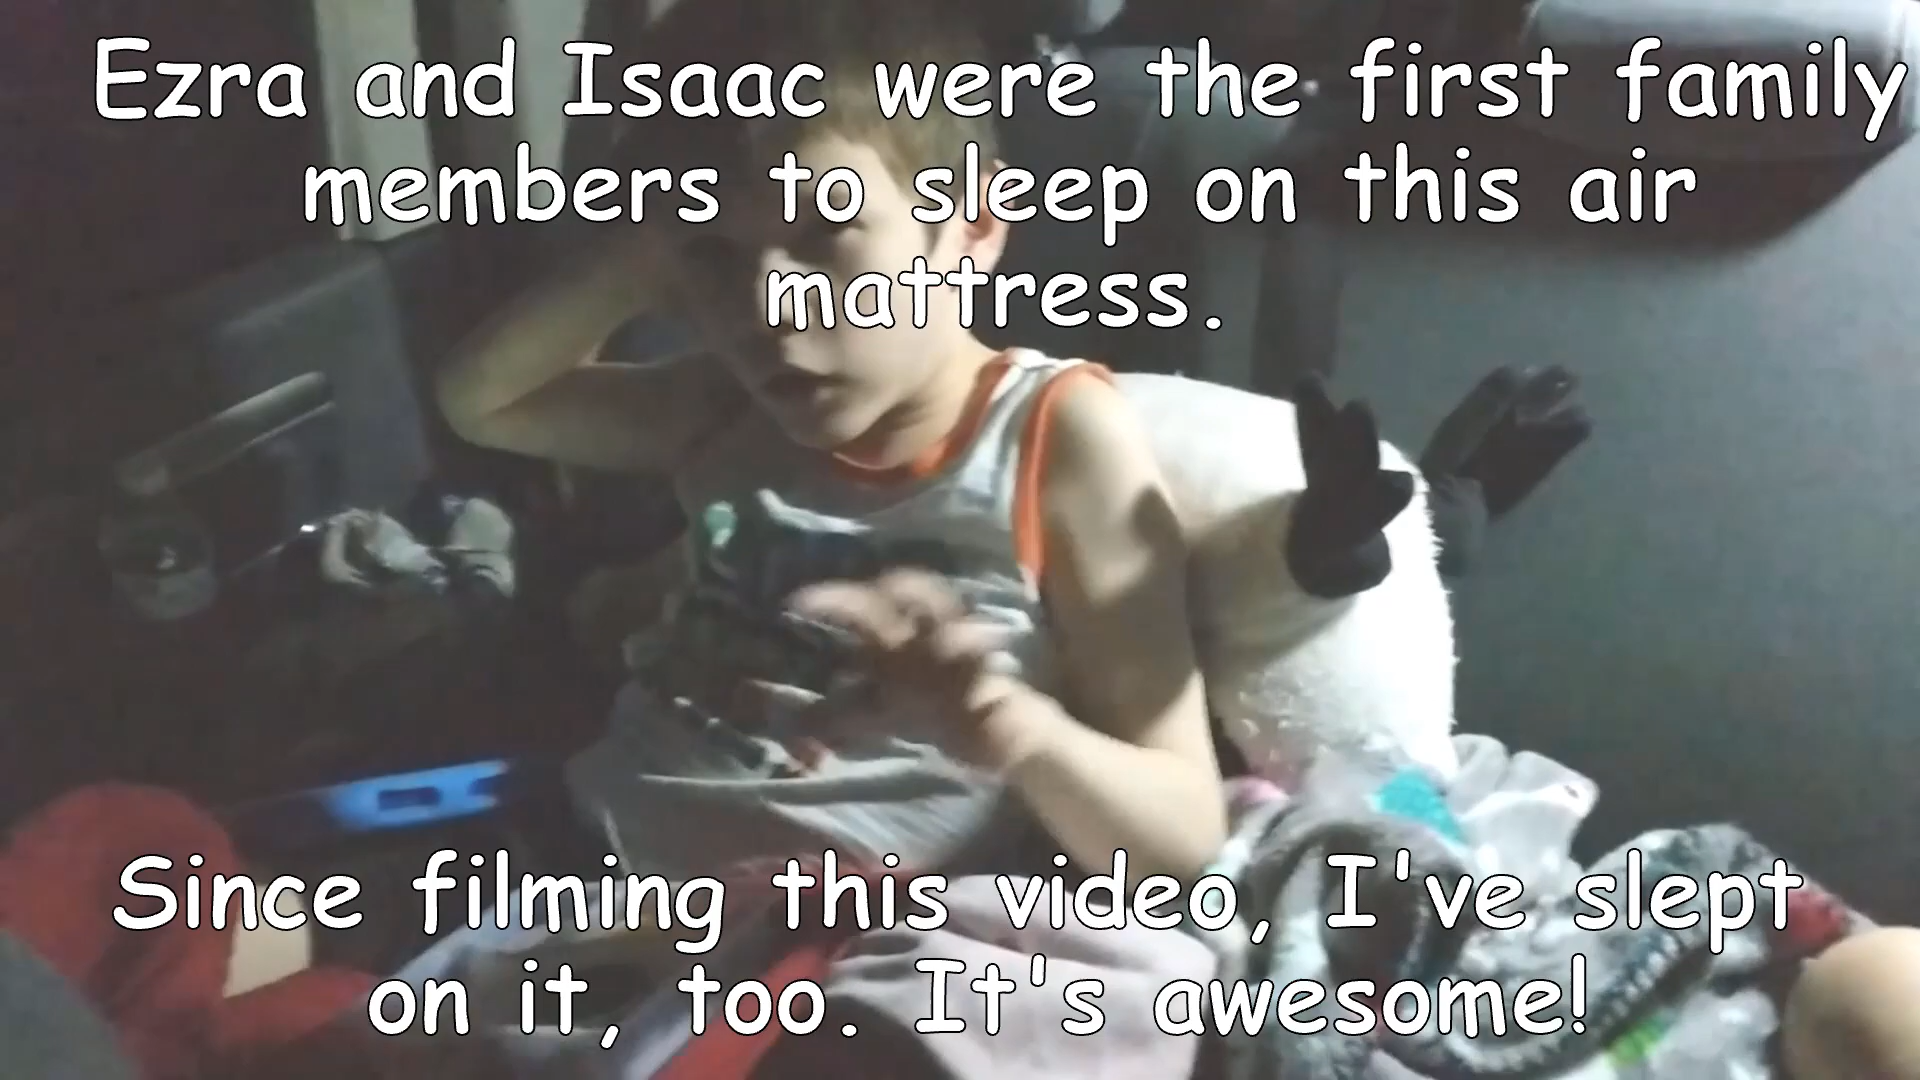 Ezra and Isaac were the first family
members to sleep on this air
mattress.
Since filming this video, I've slept
on it, too. It's awesome!